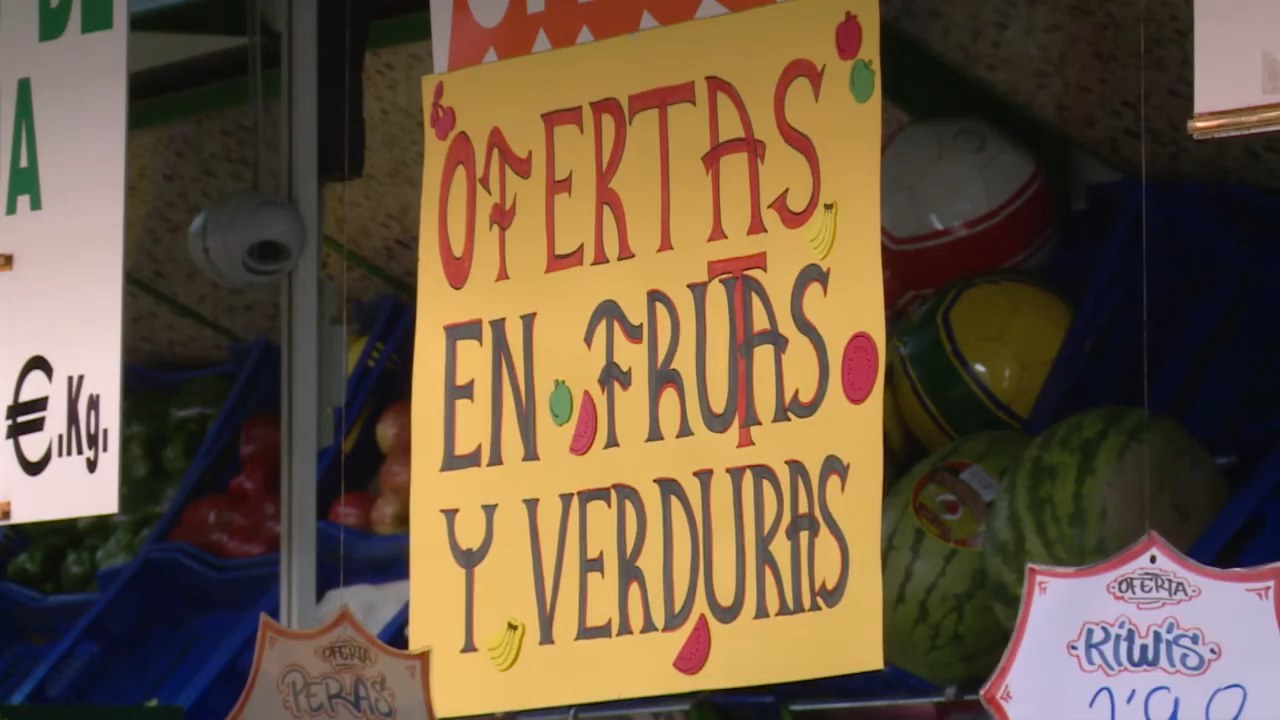 OFERTAS
EN FRUTAS
Y VERDURAS
€.Kg.
OFERTA
PERAS
OFERTA
KIWIS